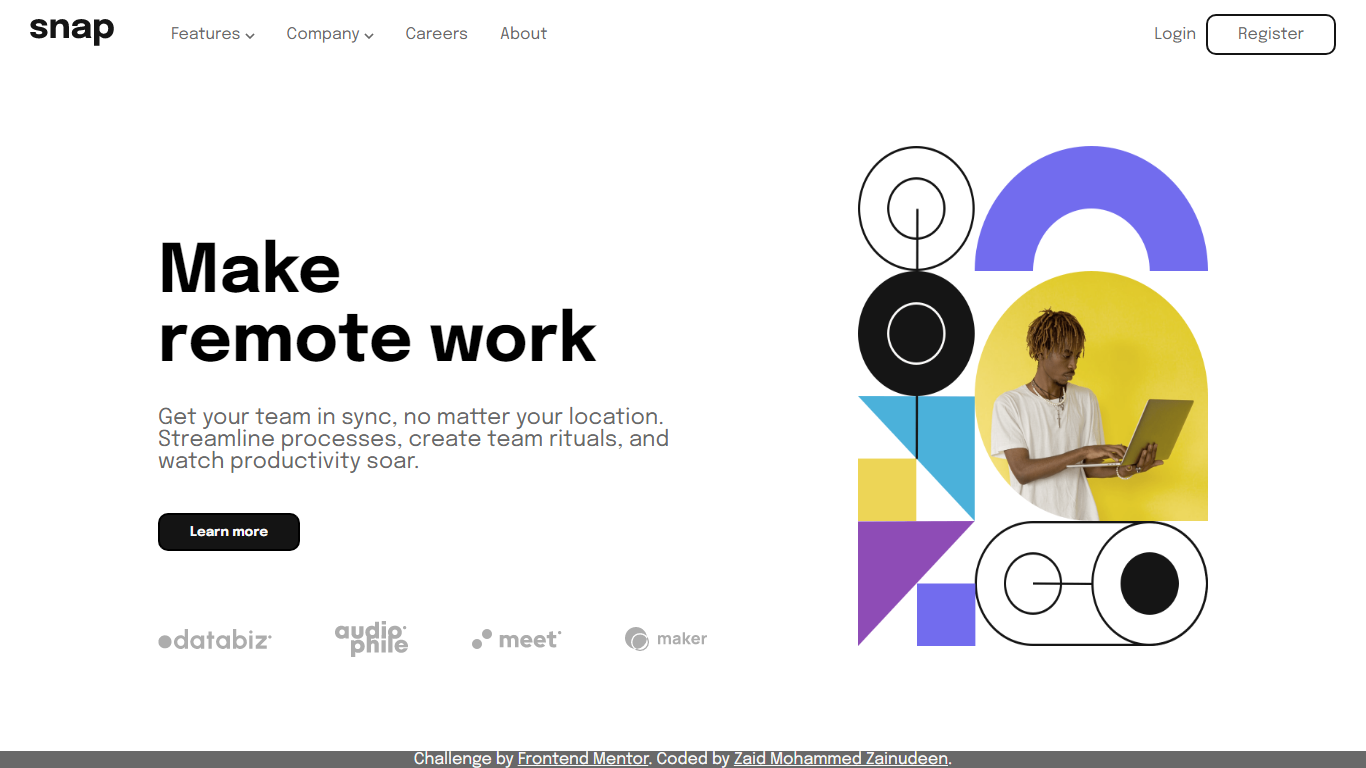 snap Features Company Careers About Login Register
Make
remote work
Get your team in sync, no matter your location.
Streamline processes, create team rituals, and
watch productivity soar.
Learn more
databiz audiophile meet maker
Challenge by Frontend Mentor. Coded by Zaid Mohammed Zainudeen.